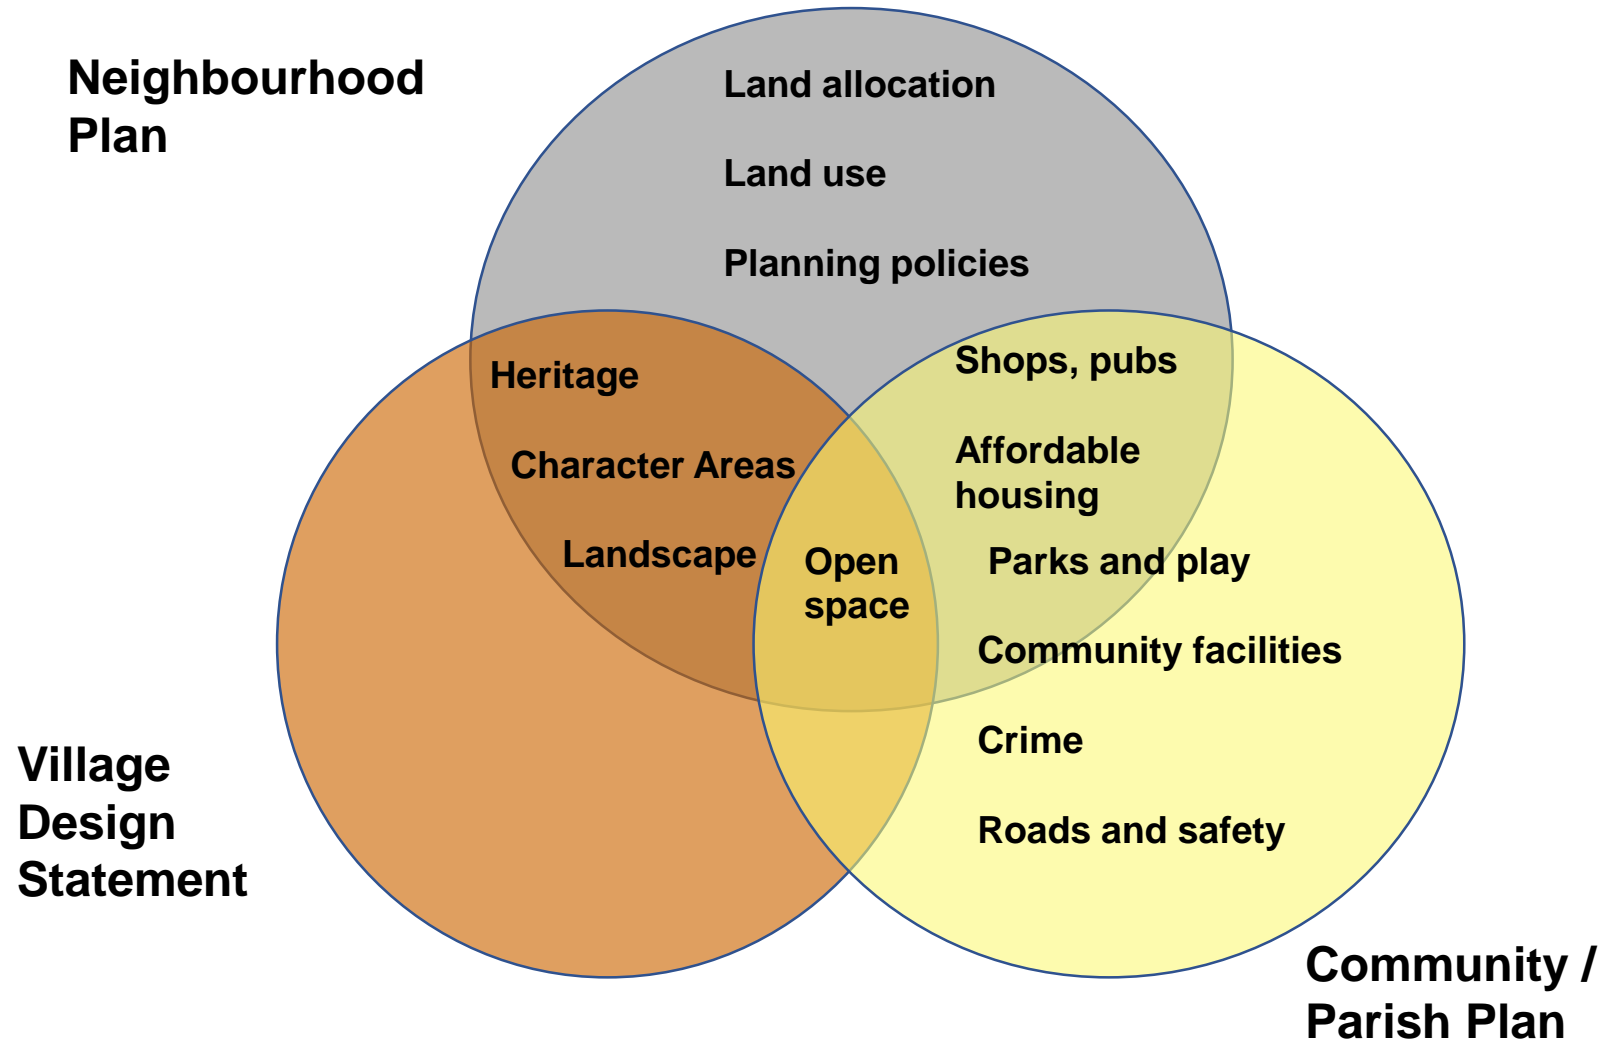 Neighbourhood
Plan
Land allocation
Land use
Planning policies
Heritage
Character Areas
Landscape
Open
space
Shops, pubs
Affordable
housing
Parks and play
Community facilities
Crime
Roads and safety
Village
Design
Statement
Community /
Parish Plan